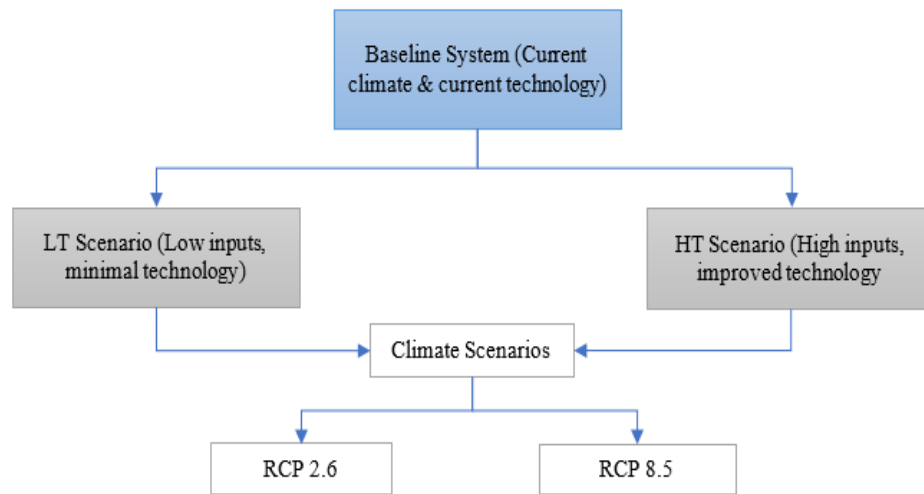 Baseline System (Current
climate & current technology)
LT Scenario (Low inputs,
minimal technology)
HT Scenario (High inputs,
improved technology
Climate Scenarios
RCP 2.6
RCP 8.5